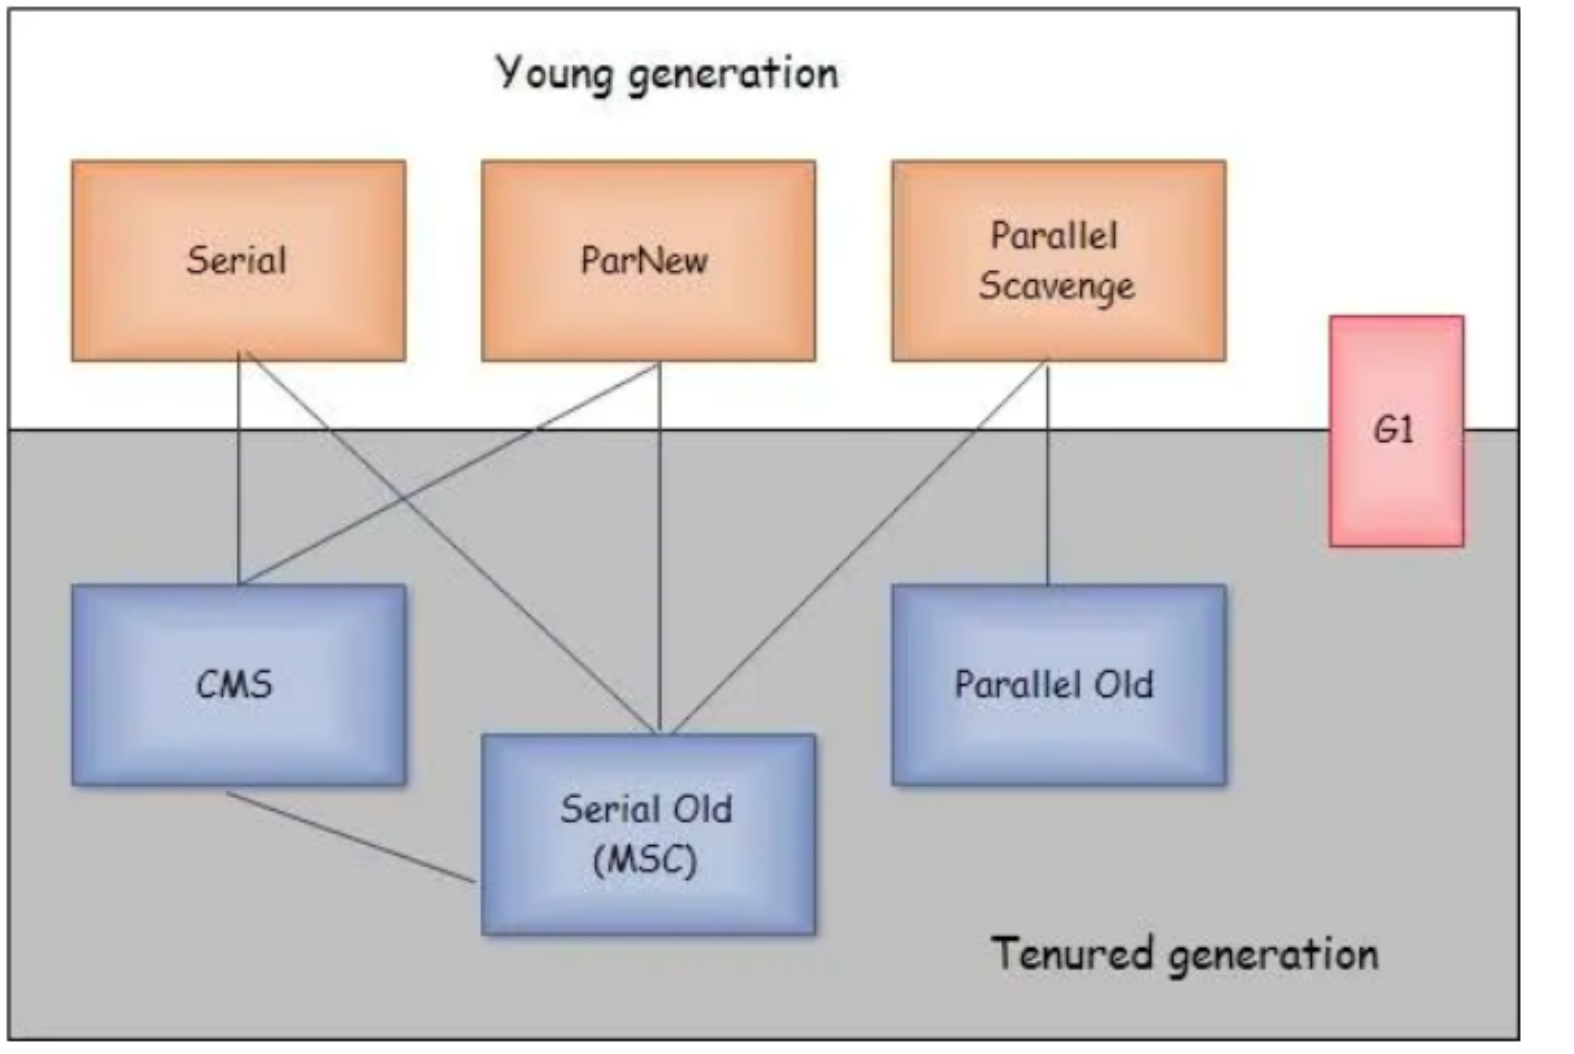 Young generation
Serial
ParNew
Parallel
Scavenge
G1
CMS
Parallel Old
Serial Old
(MSC)
Tenured generation